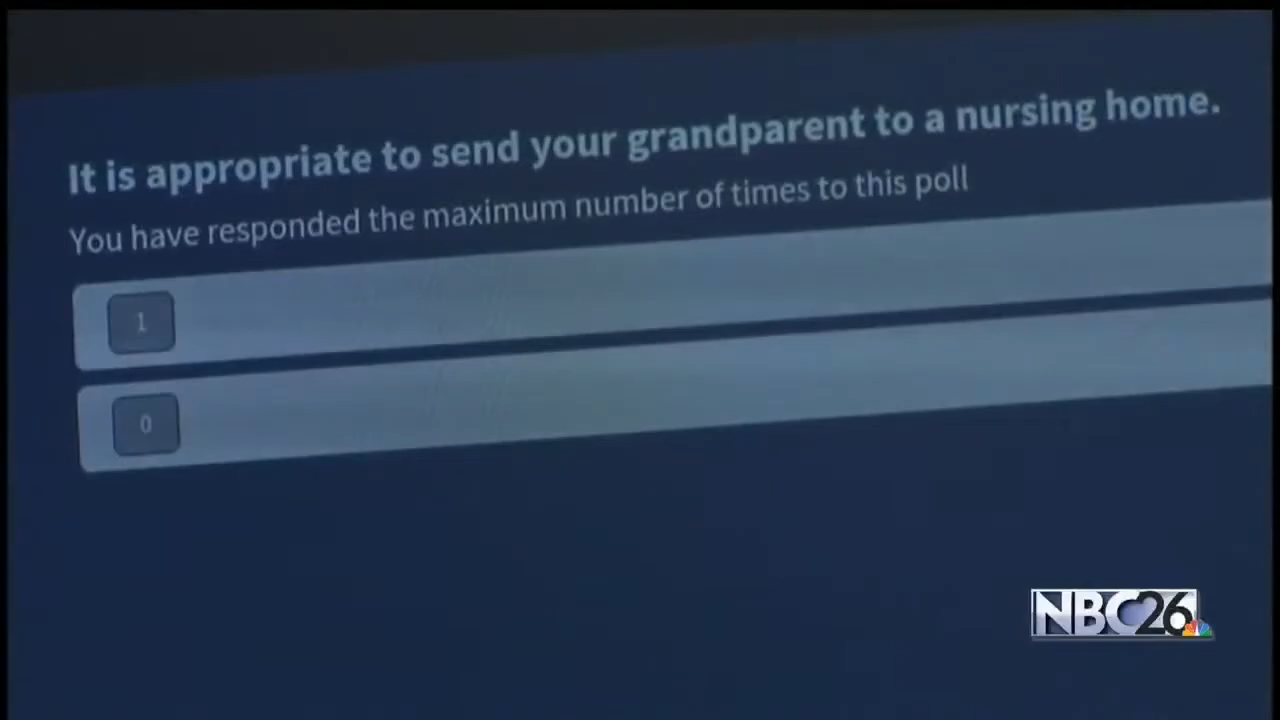 It is appropriate to send your grandparent to a nursing home.
You have responded the maximum number of times to this poll
1
0
NBC26